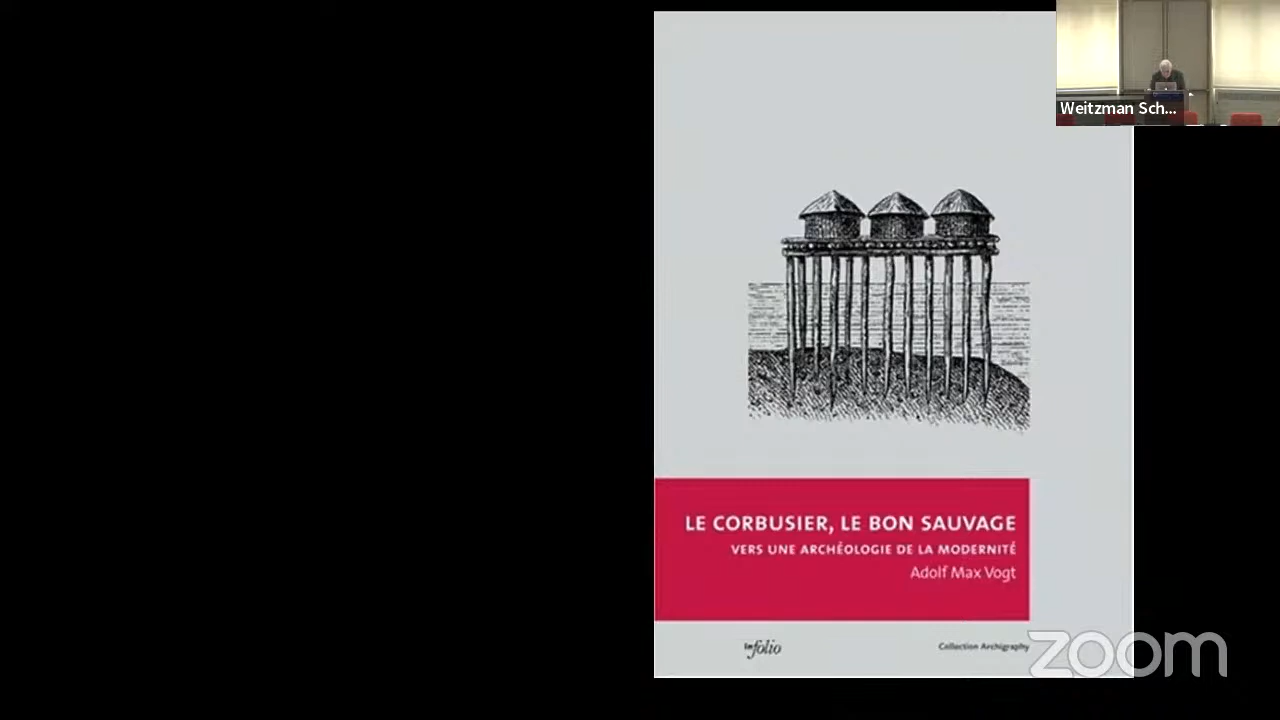 Weitzman Sch...
LE CORBUSIER, LE BON SAUVAGE
VERS UNE ARCHÉOLOGIE DE LA MODERNITÉ
Adolf Max Vogt
infolio
Collection Archigraphy
zoom